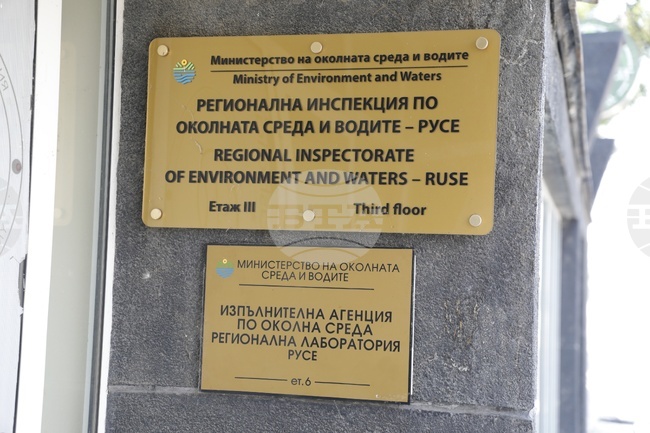 Министерство на околната среда и водите
Ministry of Environment and Waters
РЕГИОНАЛНА ИНСПЕКЦИЯ ПО
ОКОЛНАТА СРЕДА И ВОДИТЕ – РУСЕ
REGIONAL INSPECTORATE
OF ENVIRONMENT AND WATERS – RUSE
Етаж III Third floor
МИНИСТЕРСТВО НА ОКОЛНАТА
СРЕДА И ВОДИТЕ
ИЗПЪЛНИТЕЛНА АГЕНЦИЯ
ПО ОКОЛНА СРЕДА
РЕГИОНАЛНА ЛАБОРАТОРИЯ
РУСЕ
ет.6